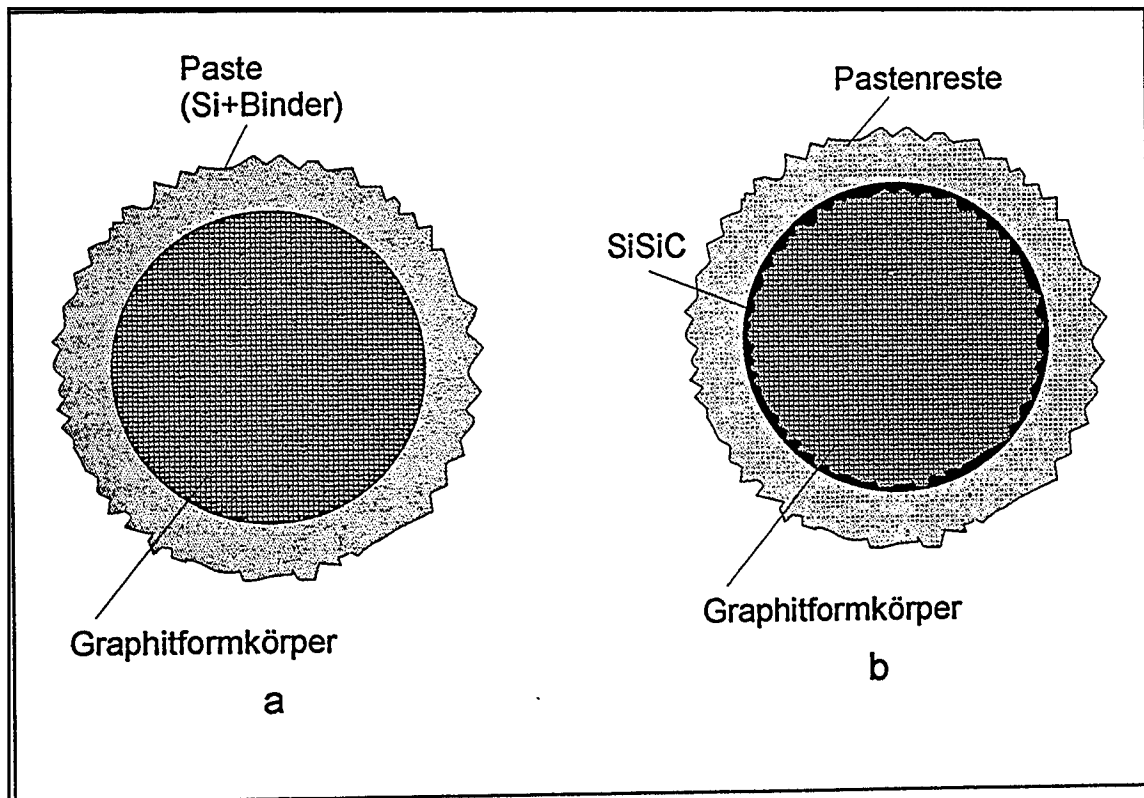 Paste
(Si+Binder)
Graphitformkörper
a
Pastenreste
SiSiC
Graphitformkörper
b